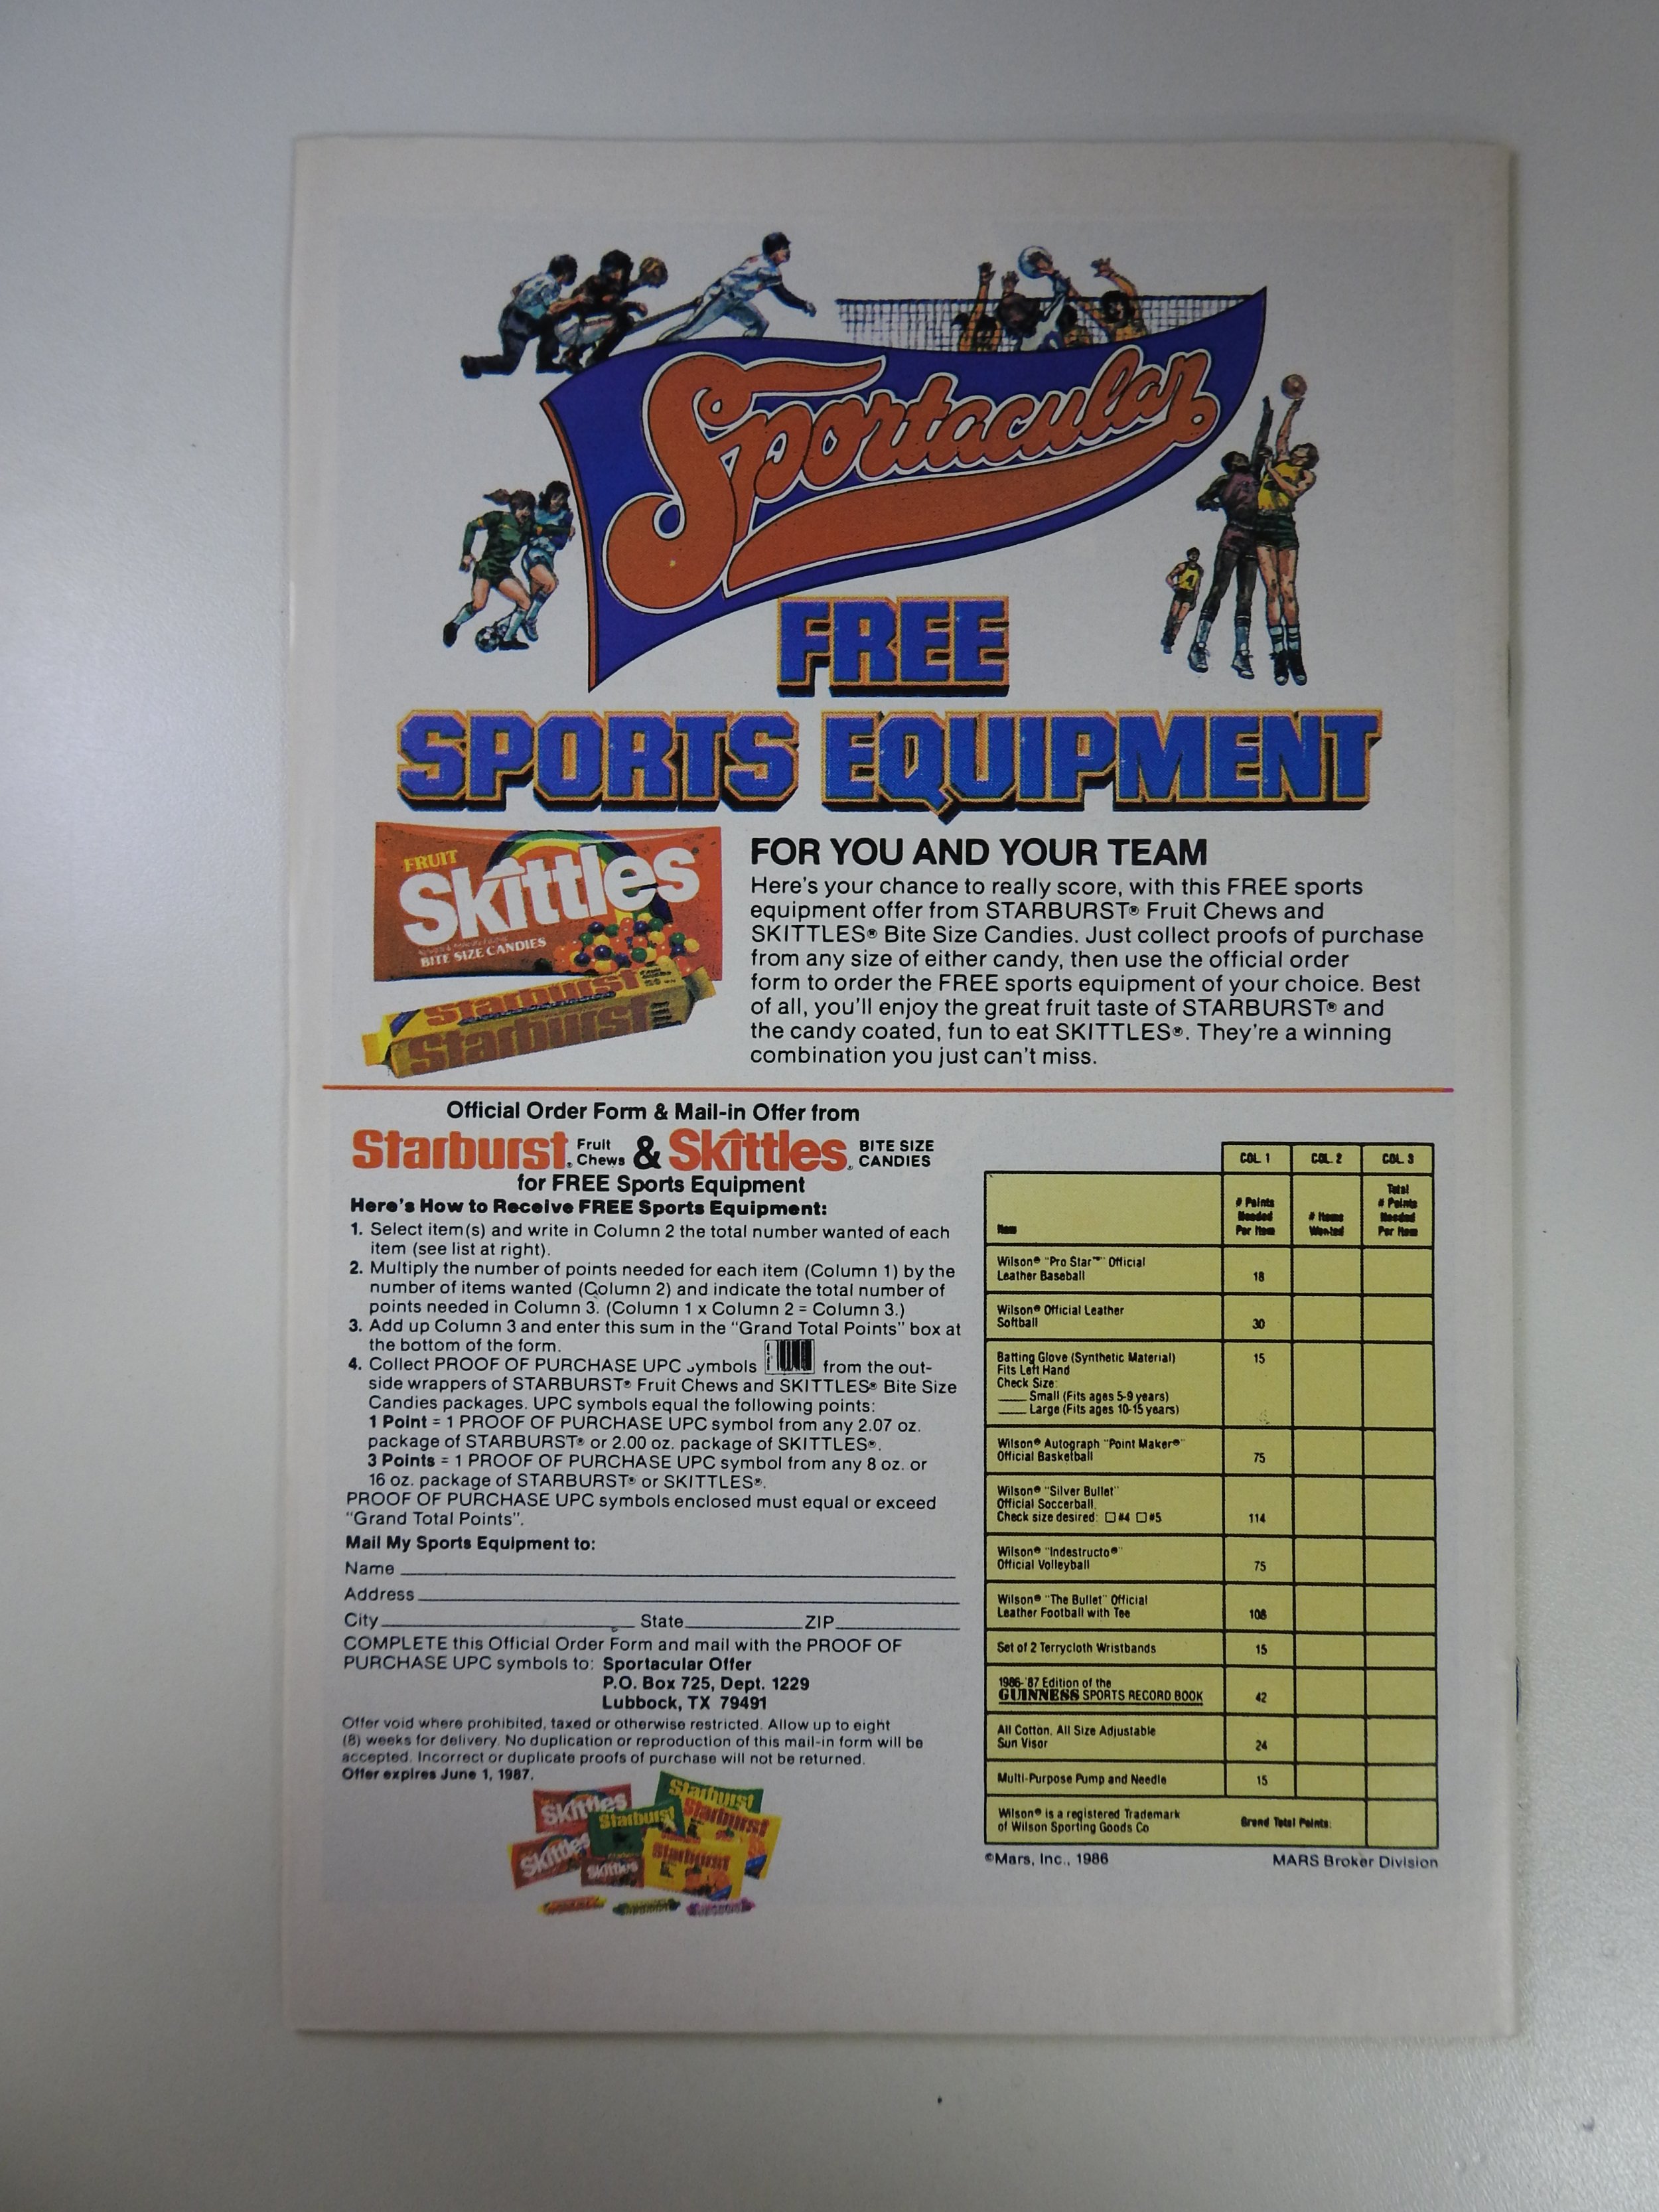 Sportacular
FREE
SPORTS EQUIPMENT
FRUIT
Skittles
BITE SIZE CANDIES
Starburst
Starburst
FOR YOU AND YOUR TEAM
Here's your chance to really score, with this FREE sports
equipment offer from STARBURST® Fruit Chews and
SKITTLES® Bite Size Candies. Just collect proofs of purchase
from any size of either candy, then use the official order
form to order the FREE sports equipment of your choice. Best
of all, you'll enjoy the great fruit taste of STARBURST® and
the candy coated, fun to eat SKITTLES®. They're a winning
combination you just can't miss.
Official Order Form & Mail-in Offer from
Starburst® Fruit Chews & Skittles® BITE SIZE CANDIES
for FREE Sports Equipment
Here's How to Receive FREE Sports Equipment:
1. Select item(s) and write in Column 2 the total number wanted of each
item (see list at right).
2. Multiply the number of points needed for each item (Column 1) by the
number of items wanted (Column 2) and indicate the total number of
points needed in Column 3. (Column 1 x Column 2 = Column 3.)
3. Add up Column 3 and enter this sum in the "Grand Total Points" box at
the bottom of the form.
4. Collect PROOF OF PURCHASE UPC symbols from the out-
side wrappers of STARBURST® Fruit Chews and SKITTLES® Bite Size
Candies packages. UPC symbols equal the following points:
1 Point = 1 PROOF OF PURCHASE UPC symbol from any 2.07 oz.
package of STARBURST® or 2.00 oz. package of SKITTLES®.
3 Points = 1 PROOF OF PURCHASE UPC symbol from any 8 oz. or
16 oz. package of STARBURST® or SKITTLES®.
PROOF OF PURCHASE UPC symbols enclosed must equal or exceed
"Grand Total Points".
Mail My Sports Equipment to:
Name
Address
City State ZIP
COMPLETE this Official Order Form and mail with the PROOF OF
PURCHASE UPC symbols to: Sportacular Offer
P.O. Box 725, Dept. 1229
Lubbock, TX 79491
Offer void where prohibited, taxed or otherwise restricted. Allow up to eight
(8) weeks for delivery. No duplication or reproduction of this mail-in form will be
accepted. Incorrect or duplicate proofs of purchase will not be returned.
Offer expires June 1, 1987.
Skittles
Starburst
Starburst
Starburst
Skittles
Skittles
Starburst
COL. 1 COL. 2 COL. 3
Item
# Points Needed Per Item
# Items Wanted
Total # Points Needed Per Item
Wilson® "Pro Star™" Official
Leather Baseball 18
Wilson® Official Leather
Softball 30
Batting Glove (Synthetic Material) 15
Fits Left Hand
Check Size:
Small (Fits ages 5-9 years)
Large (Fits ages 10-15 years)
Wilson® Autograph "Point Maker®"
Official Basketball 75
Wilson® "Silver Bullet"
Official Soccerball.
Check size desired: □ #4 □ #5 114
Wilson® "Indestructo®"
Official Volleyball 75
Wilson® "The Bullet" Official
Leather Football with Tee 108
Set of 2 Terrycloth Wristbands 15
1986-'87 Edition of the
GUINNESS SPORTS RECORD BOOK 42
All Cotton, All Size Adjustable
Sun Visor 24
Multi-Purpose Pump and Needle 15
Wilson® is a registered Trademark
of Wilson Sporting Goods Co
Grand Total Points:
©Mars, Inc., 1986 MARS Broker Division